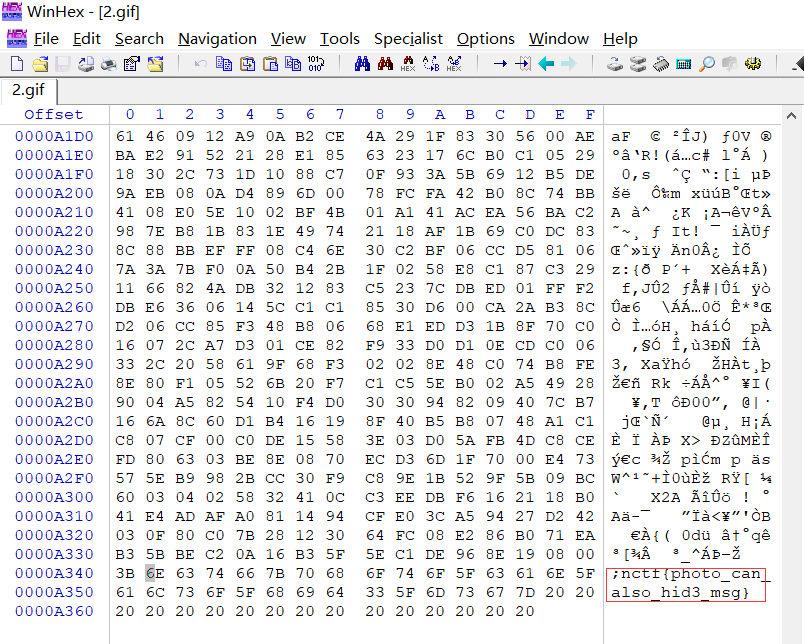 WinHex - [2.gif]
File Edit Search Navigation View Tools Specialist Options Window Help
2.gif
Offset 0 1 2 3 4 5 6 7 8 9 A B C D E F
0000A1D0 61 46 09 12 A9 0A B2 CE 4A 29 1F 83 30 56 00 AE aF © ²ÎJ) ƒ0V ®
0000A1E0 BA E2 91 52 21 28 E1 85 63 23 17 6C B0 C1 05 29 ºâ‘R!(á…c# l°Á )
0000A1F0 18 30 2C 73 1D 10 88 C7 0F 93 3A 5B 69 12 B5 DE 0,s ˆÇ “:[i µÞ
0000A200 9A EB 08 0A D4 89 6D 00 78 FC FA 42 B0 8C 74 BB šë Ô‰m xüúB°Œt»
0000A210 41 08 E0 5E 10 02 BF 4B 01 A1 41 AC EA 56 BA C2 A à^ ¿K ¡A¬êVºÂ
0000A220 98 7E B8 1B 83 1E 49 74 21 18 AF 1B 69 C0 DC 83 ˜~¸ ƒ It! ¯ iÀÜƒ
0000A230 8C 88 BB EF FF 08 C4 6E 30 C2 BF 06 CC D5 81 06 Œˆ»ïÿ Än0Â¿ ÌÕ
0000A240 7A 3A 7B F0 0A 50 B4 2B 1F 02 58 E8 C1 87 C3 29 z:{ð P´+ XèÁ‡Ã)
0000A250 11 66 82 4A DB 32 12 83 C5 23 7C DB ED 01 FF F2 f‚JÛ2 ƒÅ#|Ûí ÿò
0000A260 DB E6 36 06 14 5C C1 C1 85 30 D6 00 CA 2A B3 8C Ûæ6 \ÁÁ…0Ö Ê*³Œ
0000A270 D2 06 CC 85 F3 48 B8 06 68 E1 ED D3 1B 8F 70 C0 Ò Ì…óH¸ háíÓ pÀ
0000A280 16 07 2C A7 D3 01 CE 82 F9 33 D0 D1 0E CD C0 06 ,§Ó Î‚ù3ÐÑ ÍÀ
0000A290 33 2C 20 58 61 9F 68 F3 02 02 8E 48 C0 74 B8 FE 3, XaŸhó ŽHÀt¸þ
0000A2A0 8E 80 F1 05 52 6B 20 F7 C1 C5 5E B0 02 A5 49 28 Ž€ñ Rk ÷ÁÅ^° ¥I(
0000A2B0 90 04 A5 82 54 10 F4 D0 30 30 94 82 09 40 7C B7 ¥‚T ôÐ00”‚ @|·
0000A2C0 16 6A 8C 60 D1 B4 16 19 8F 40 B5 B8 07 48 A1 C1 jŒ`Ñ´ @µ¸ H¡Á
0000A2D0 C8 07 CF 00 C0 DE 15 58 3E 03 D0 5A FB 4D C8 CE È Ï ÀÞ X> ÐZûMÈÎ
0000A2E0 FD 80 63 03 BE 8E 08 70 EC CD 6D 1F 70 00 E4 73 ý€c ¾Ž pìÍm p äs
0000A2F0 57 5E B9 98 2B CC 30 F9 C8 9E 1B 52 9F 5B 09 BC W^¹˜+Ì0ùÈž RŸ[ ¼
0000A300 60 03 04 02 58 32 41 0C C3 EE DB F6 16 21 18 B0 ` X2A ÃîÛö ! °
0000A310 41 E4 AD AF A0 81 14 94 CF E0 3C A5 94 27 D2 42 Aä-¯ ”Ïà<¥”'ÒB
0000A320 03 0F 80 C0 7B 28 12 30 64 FC 08 E2 86 B0 71 EA €À{( 0dü â†°qê
0000A330 B3 5B BE C2 0A 16 B3 5F 5E C1 DE 96 8E 19 08 00 ³[¾Â ³_^ÁÞ–Ž
0000A340 3B 6E 63 74 66 7B 70 68 6F 74 6F 5F 63 61 6E 5F ;nctf{photo_can_
0000A350 61 6C 73 6F 5F 68 69 64 33 5F 6D 73 67 7D 20 20 also_hid3_msg}
0000A360 20 20 20 20 20 20 20 20 20 20 20 20 20 20